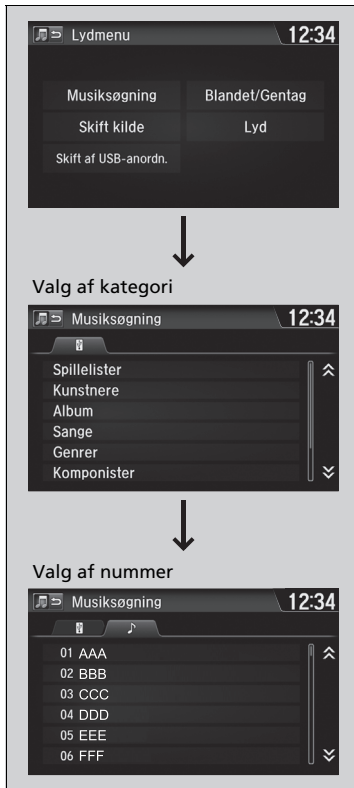 Lydmenu 12:34
Musiksøgning Blandet/Gentag
Skift kilde Lyd
Skift af USB-anordn.
Valg af kategori
Musiksøgning 12:34
Spillelister
Kunstnere
Album
Sange
Genrer
Komponister
Valg af nummer
Musiksøgning 12:34
01 AAA
02 BBB
03 CCC
04 DDD
05 EEE
06 FFF